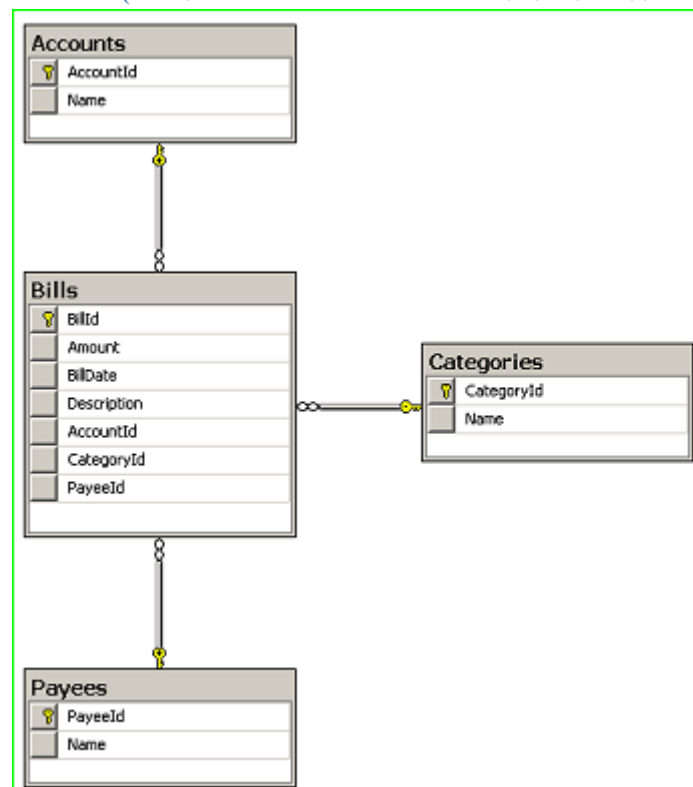 Accounts
AccountId
Name
Bills
BillId
Amount
BillDate
Description
AccountId
CategoryId
PayeeId
Categories
CategoryId
Name
Payees
PayeeId
Name